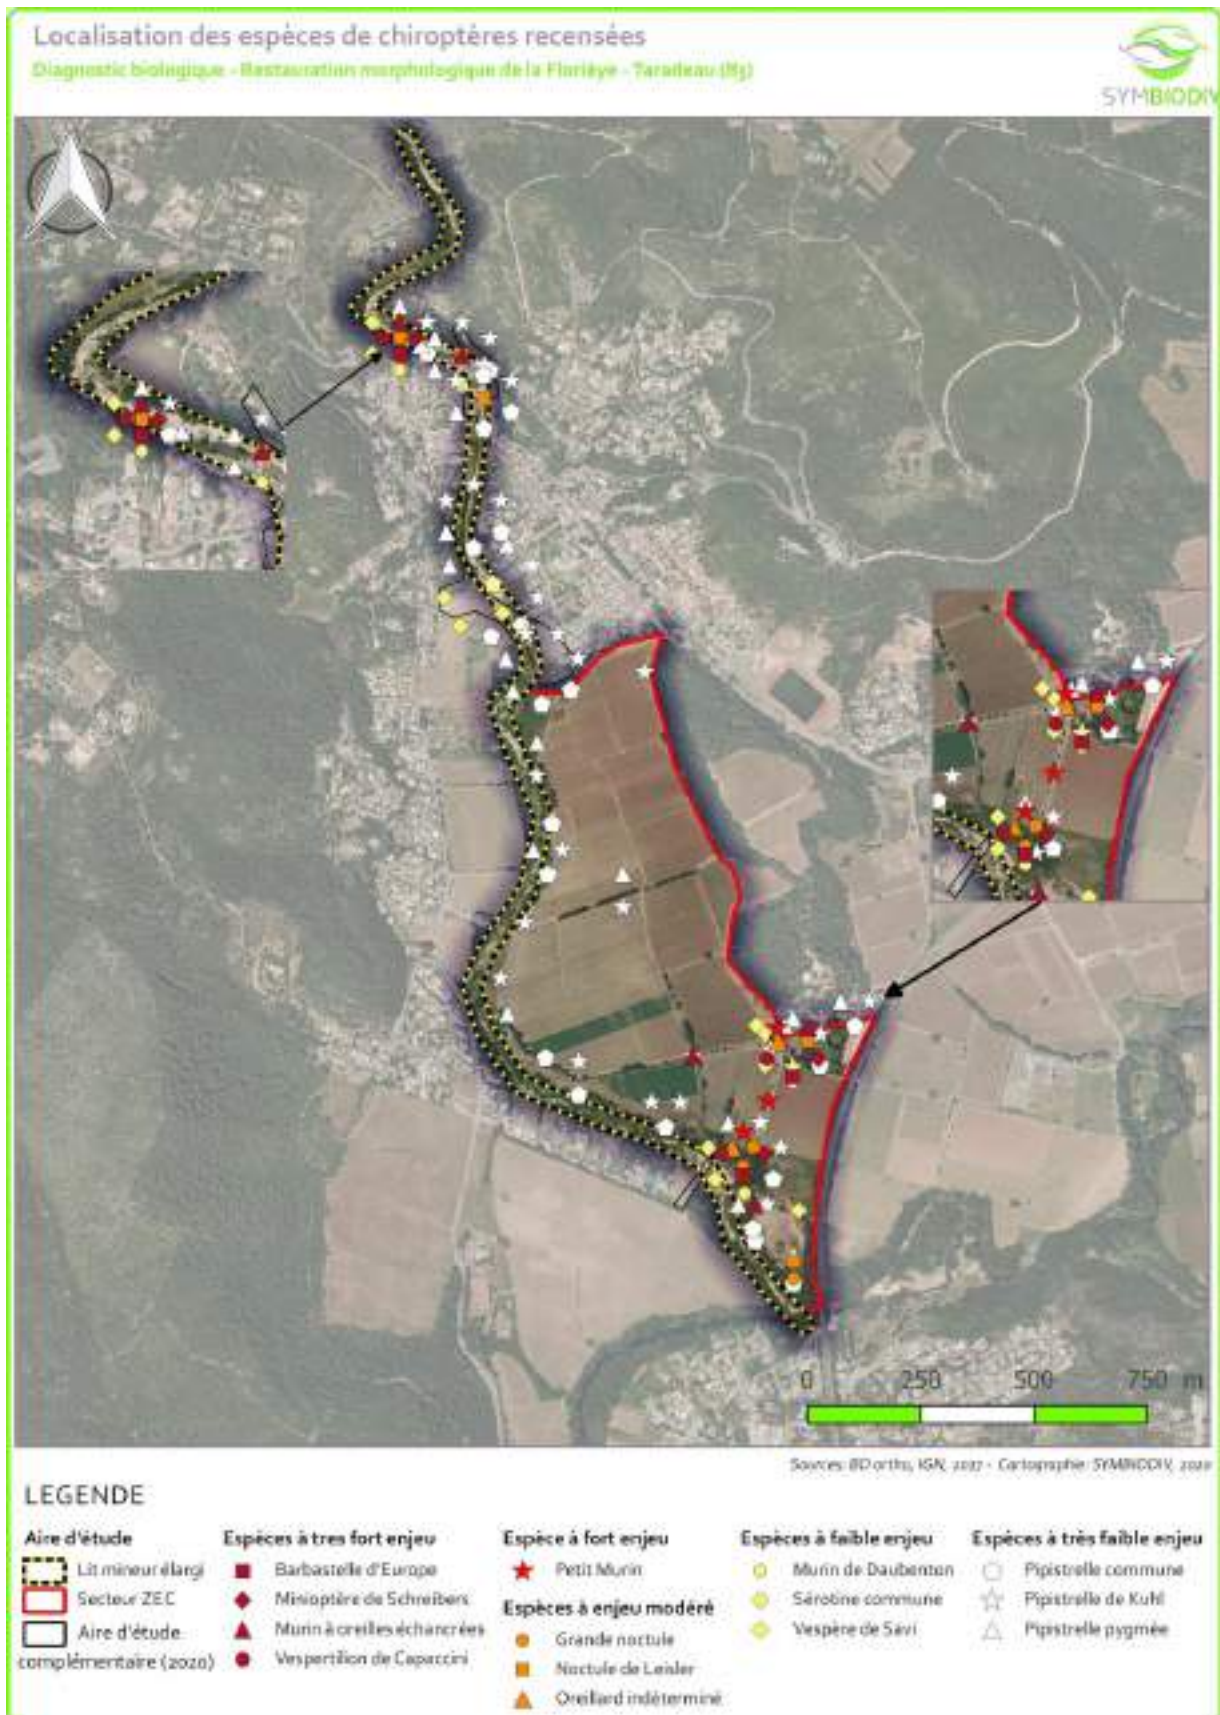 Localisation des espèces de chiroptères recensées
Diagnostic biologique - Restauration morphologique de la Florièye - Taradeau (83)
SYMBIODIV
0 250 500 750 m
Sources: BD ortho, IGN, 2017 - Cartographie: SYMBIODIV, 2020
LEGENDE
Aire d'étude
Lit mineur élargi
Secteur ZEC
Aire d'étude
complémentaire (2020)
Espèces à tres fort enjeu
Barbastelle d'Europe
Minioptère de Schreibers
Murin à oreilles échancrées
Vespertilion de Capaccini
Espèce à fort enjeu
Petit Murin
Espèces à enjeu modéré
Grande noctule
Noctule de Leisler
Oreillard indéterminé
Espèces à faible enjeu
Murin de Daubenton
Sérotine commune
Vespère de Savi
Espèces à très faible enjeu
Pipistrelle commune
Pipistrelle de Kuhl
Pipistrelle pygmée